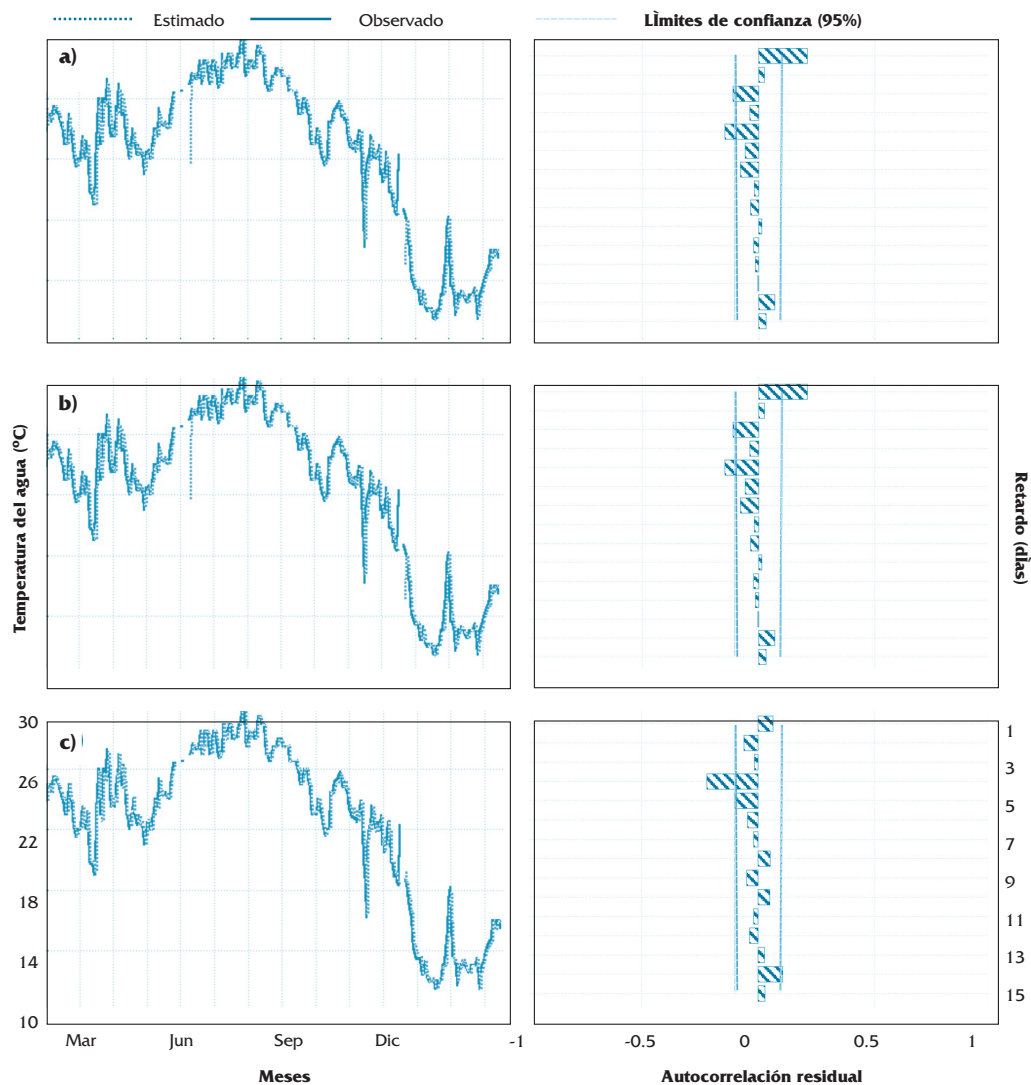 Estimado Observado LÌmites de confianza (95%)
a)
b)
Temperatura del agua (ºC)
Retardo (dÌas)
c)
30
26
22
18
14
10
1
3
5
7
9
11
13
15
Mar Jun Sep Dic -1 -0.5 0 0.5 1
Meses Autocorrelación residual